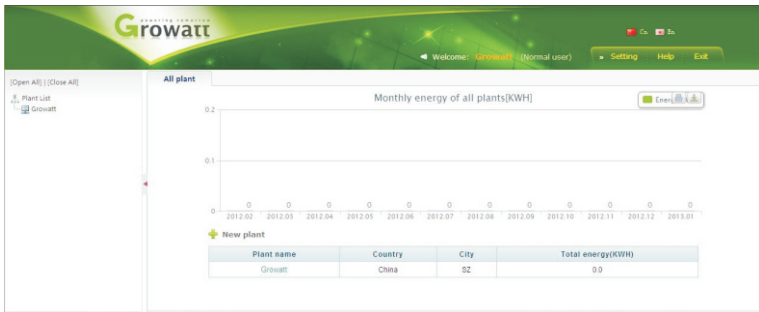 powering tomorrow
Growatt
Welcome: Growatt (Normal user)
Setting Help Exit
[Open All] | [Close All]
Plant List
Growatt
All plant
Monthly energy of all plants[KWH]
0.2
0.1
0
0 0 0 0 0 0 0 0 0 0 0 0
2012.02 2012.03 2012.04 2012.05 2012.06 2012.07 2012.08 2012.09 2012.10 2012.11 2012.12 2013.01
New plant
Plant name Country City Total energy(KWH)
Growatt China SZ 0.0